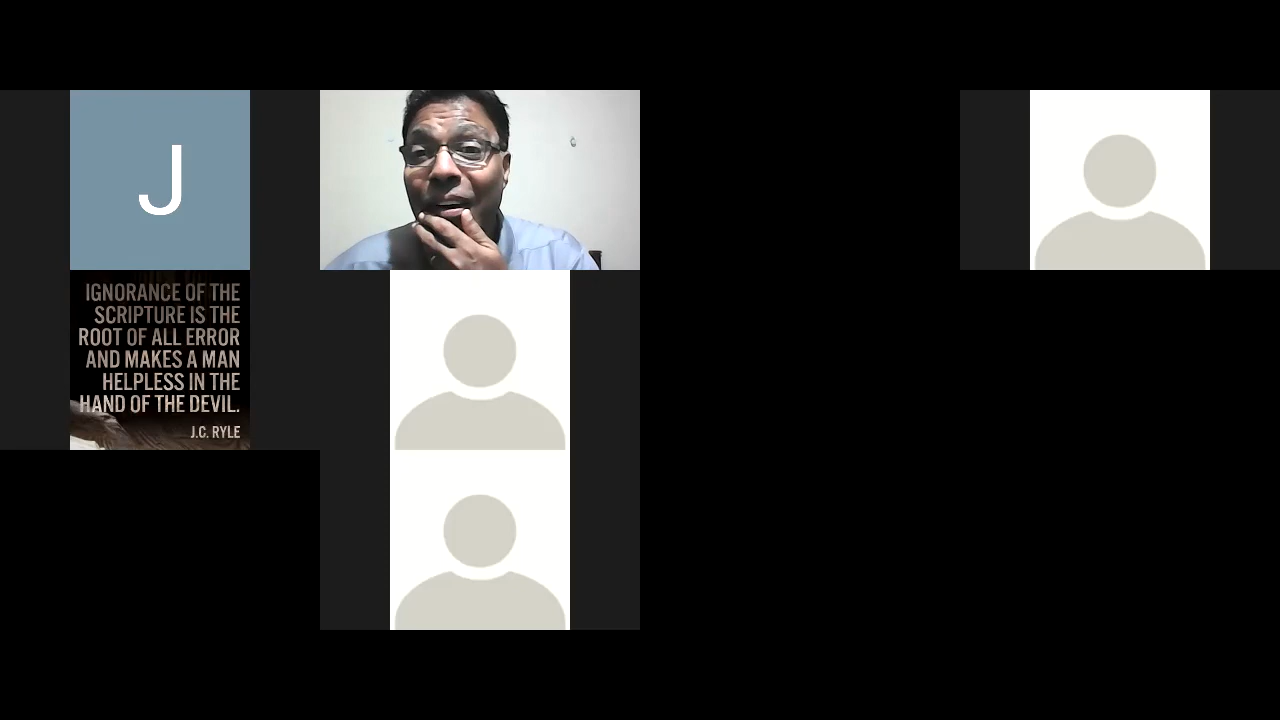 J
IGNORANCE OF THE
SCRIPTURE IS THE
ROOT OF ALL ERROR
AND MAKES A MAN
HELPLESS IN THE
HAND OF THE DEVIL.
J.C. RYLE